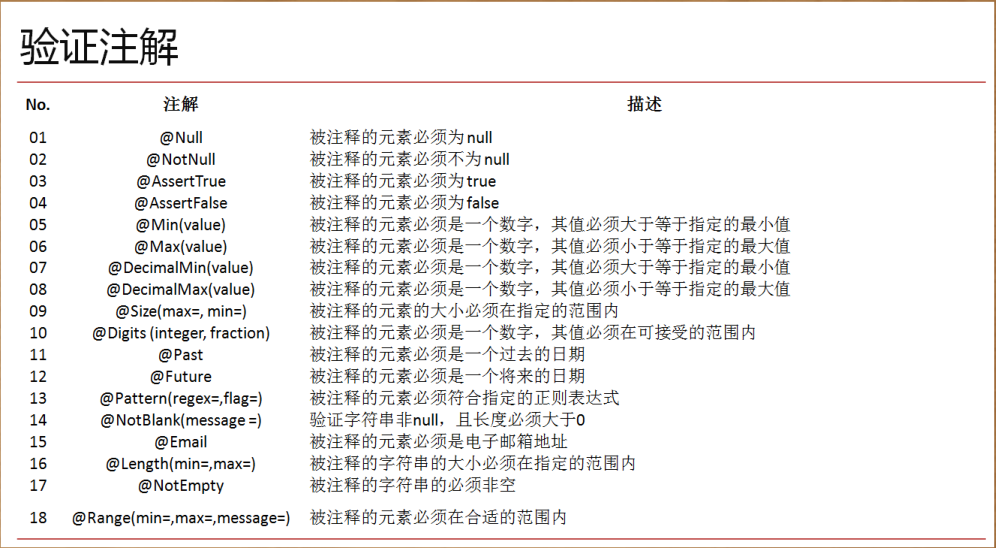 验证注解
No. 注解 描述
01 @Null 被注释的元素必须为null
02 @NotNull 被注释的元素必须不为null
03 @AssertTrue 被注释的元素必须为true
04 @AssertFalse 被注释的元素必须为false
05 @Min(value) 被注释的元素必须是一个数字，其值必须大于等于指定的最小值
06 @Max(value) 被注释的元素必须是一个数字，其值必须小于等于指定的最大值
07 @DecimalMin(value) 被注释的元素必须是一个数字，其值必须大于等于指定的最小值
08 @DecimalMax(value) 被注释的元素必须是一个数字，其值必须小于等于指定的最大值
09 @Size(max=, min=) 被注释的元素的大小必须在指定的范围内
10 @Digits (integer, fraction) 被注释的元素必须是一个数字，其值必须在可接受的范围内
11 @Past 被注释的元素必须是一个过去的日期
12 @Future 被注释的元素必须是一个将来的日期
13 @Pattern(regex=,flag=) 被注释的元素必须符合指定的正则表达式
14 @NotBlank(message =) 验证字符串非null，且长度必须大于0
15 @Email 被注释的元素必须是电子邮箱地址
16 @Length(min=,max=) 被注释的字符串的大小必须在指定的范围内
17 @NotEmpty 被注释的字符串的必须非空
18 @Range(min=,max=,message=) 被注释的元素必须在合适的范围内